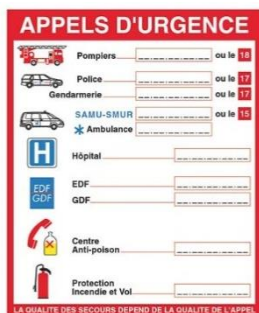 APPELS D'URGENCE
Pompiers ou le 18
Police ou le 17
Gendarmerie ou le 17
SAMU-SMUR ou le 15
* Ambulance
H
Hôpital
EDF
GDF
EDF
GDF
Centre
Anti-poison
Protection
Incendie et Vol
LA QUALITE DES SECOURS DEPEND DE LA QUALITE DE L'APPEL